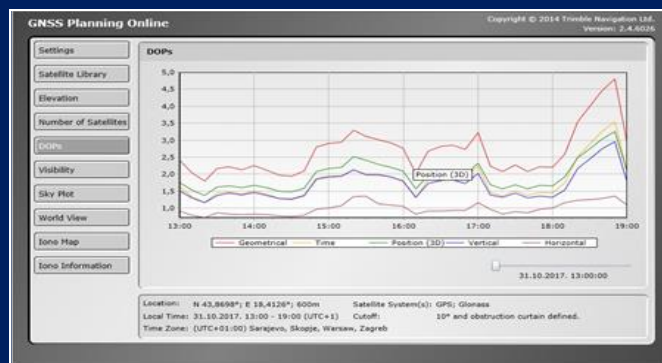 GNSS Planning Online
Copyright © 2014 Trimble Navigation Ltd.
Version: 2.4.6026
Settings
Satellite Library
Elevation
Number of Satellites
DOPs
Visibility
Sky Plot
World View
Iono Map
Iono Information
DOPs
5,0
4,5
4,0
3,5
3,0
2,5
2,0
1,5
1,0
Position (3D)
13:00 14:00 15:00 16:00 17:00 18:00 19:00
Geometrical Time Position (3D) Vertical Horizontal
31.10.2017. 13:00:00
Location: N 43,8698°; E 18,4126°; 600m Satellite System(s): GPS; Glonass
Local Time: 31.10.2017. 13:00 - 19:00 (UTC+1) Cutoff: 10° and obstruction curtain defined.
Time Zone: (UTC+01:00) Sarajevo, Skopje, Warsaw, Zagreb